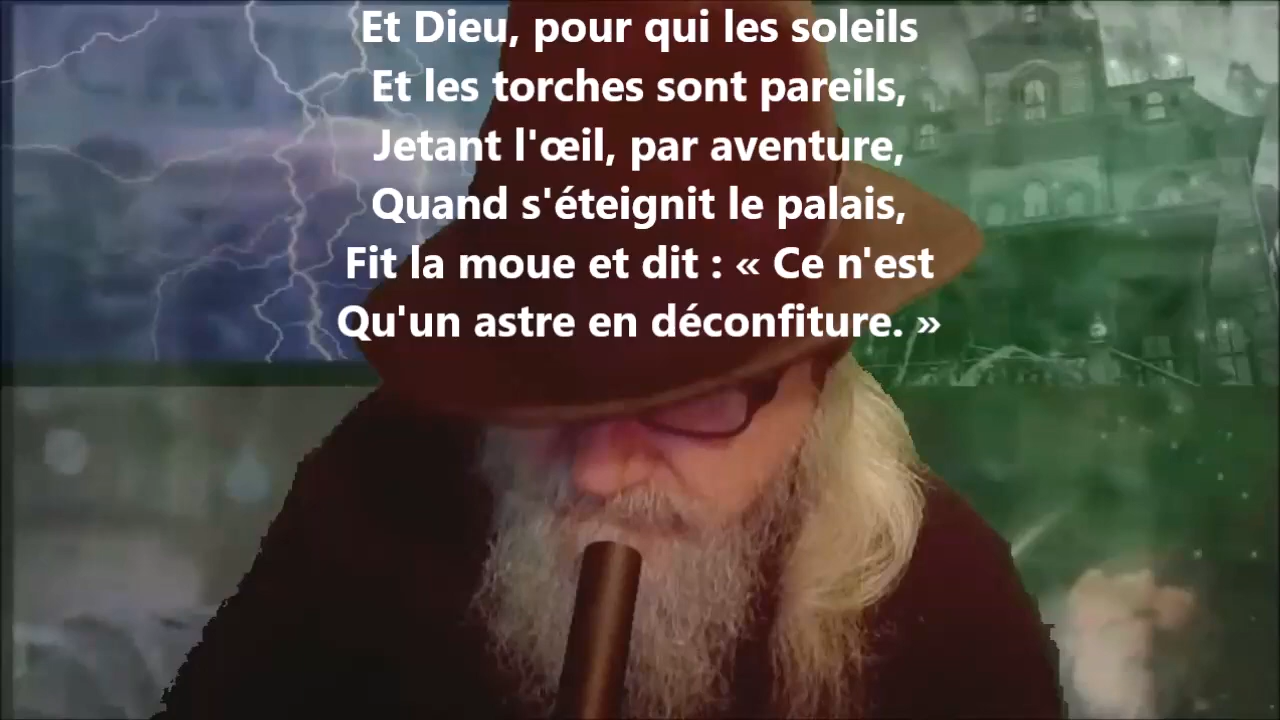 Et Dieu, pour qui les soleils
Et les torches sont pareils,
Jetant l'œil, par aventure,
Quand s'éteignit le palais,
Fit la moue et dit : « Ce n'est
Qu'un astre en déconfiture. »